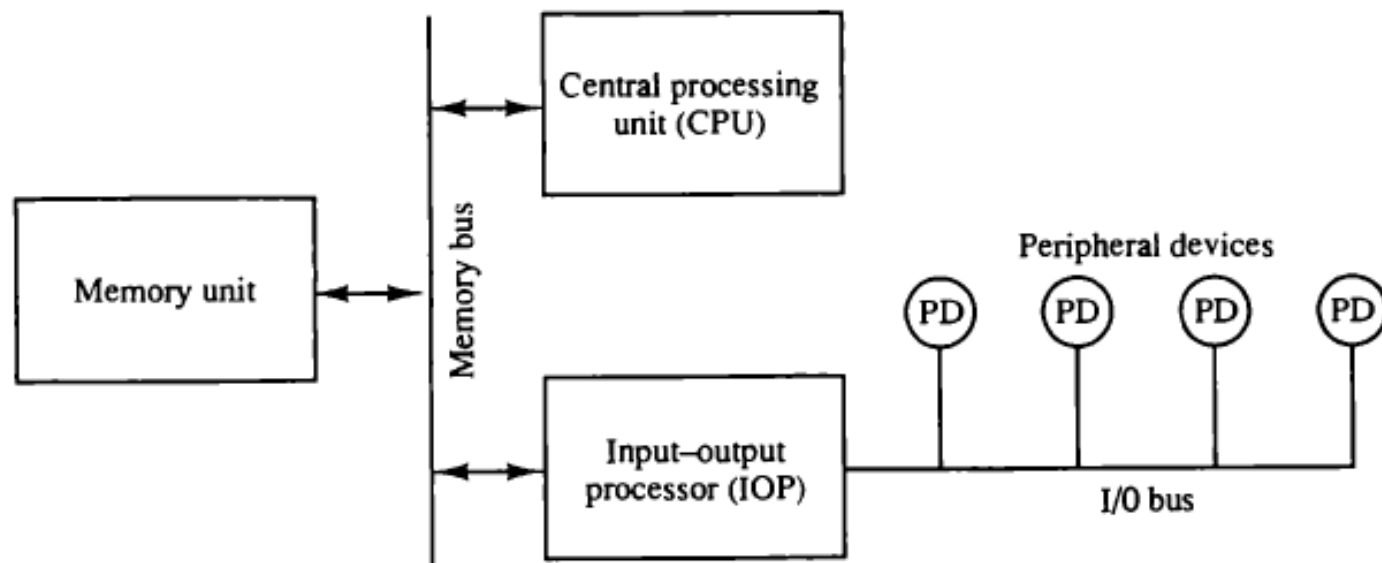 Central processing
unit (CPU)
Memory unit
Memory bus
Peripheral devices
PD PD PD PD
Input–output
processor (IOP)
I/0 bus